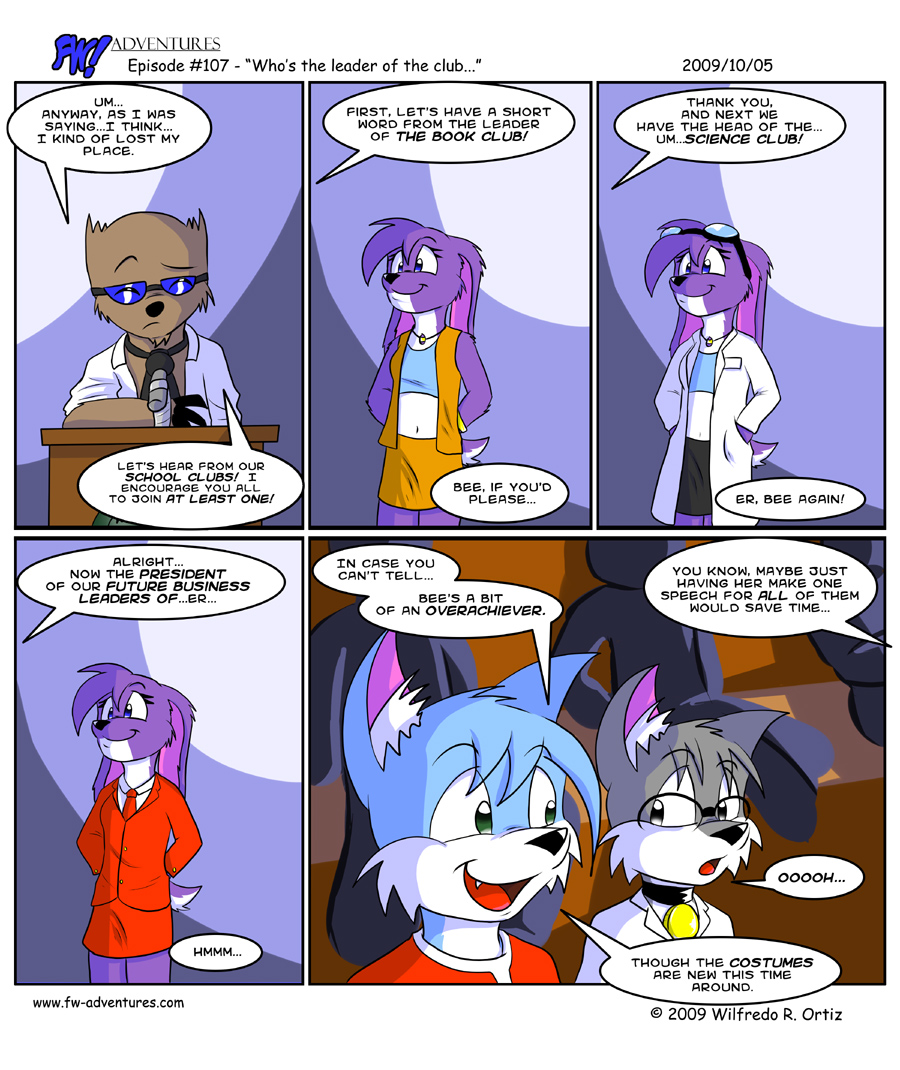 FW! ADVENTURES
Episode #107 - “Who’s the leader of the club...”
2009/10/05
UM...
ANYWAY, AS I WAS
SAYING...I THINK...
I KIND OF LOST MY
PLACE.
LET'S HEAR FROM OUR
SCHOOL CLUBS! I
ENCOURAGE YOU ALL
TO JOIN AT LEAST ONE!
FIRST, LET'S HAVE A SHORT
WORD FROM THE LEADER
OF THE BOOK CLUB!
BEE, IF YOU'D
PLEASE...
THANK YOU,
AND NEXT WE
HAVE THE HEAD OF THE...
UM...SCIENCE CLUB!
ER, BEE AGAIN!
ALRIGHT...
NOW THE PRESIDENT
OF OUR FUTURE BUSINESS
LEADERS OF...ER...
HMMM...
IN CASE YOU
CAN'T TELL...
BEE'S A BIT
OF AN OVERACHIEVER.
YOU KNOW, MAYBE JUST
HAVING HER MAKE ONE
SPEECH FOR ALL OF THEM
WOULD SAVE TIME...
OOOOH...
THOUGH THE COSTUMES
ARE NEW THIS TIME
AROUND.
www.fw-adventures.com
© 2009 Wilfredo R. Ortiz